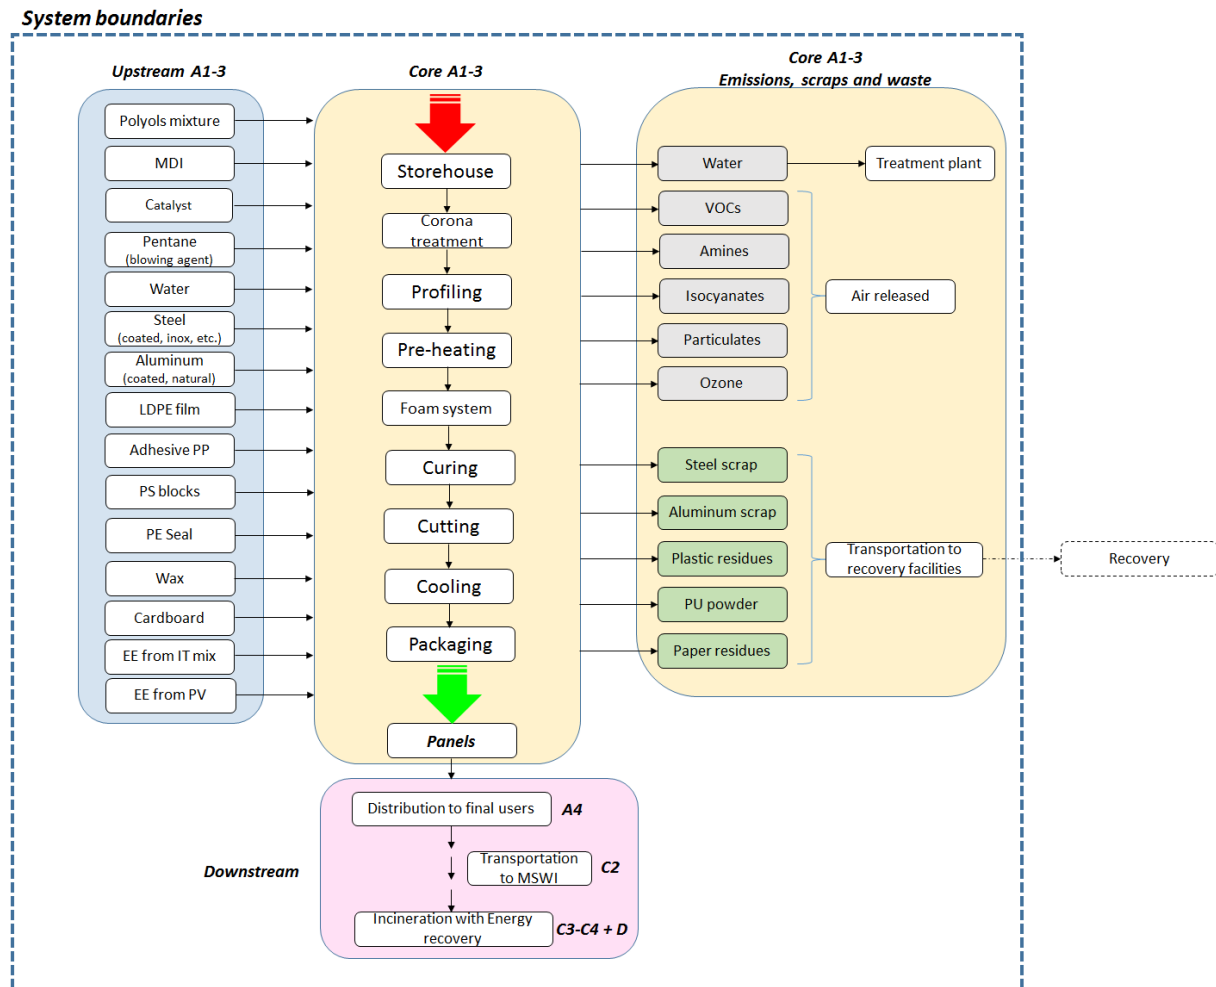 System boundaries
Upstream A1-3
Polyols mixture
MDI
Catalyst
Pentane
(blowing agent)
Water
Steel
(coated, inox, etc.)
Aluminum
(coated, natural)
LDPE film
Adhesive PP
PS blocks
PE Seal
Wax
Cardboard
EE from IT mix
EE from PV
Core A1-3
Storehouse
Corona
treatment
Profiling
Pre-heating
Foam system
Curing
Cutting
Cooling
Packaging
Panels
Core A1-3
Emissions, scraps and waste
Water
Treatment plant
VOCs
Amines
Isocyanates
Particulates
Ozone
Air released
Steel scrap
Aluminum scrap
Plastic residues
PU powder
Paper residues
Transportation to
recovery facilities
Recovery
Downstream
Distribution to final users
A4
Transportation
to MSWI
C2
Incineration with Energy
recovery
C3-C4 + D